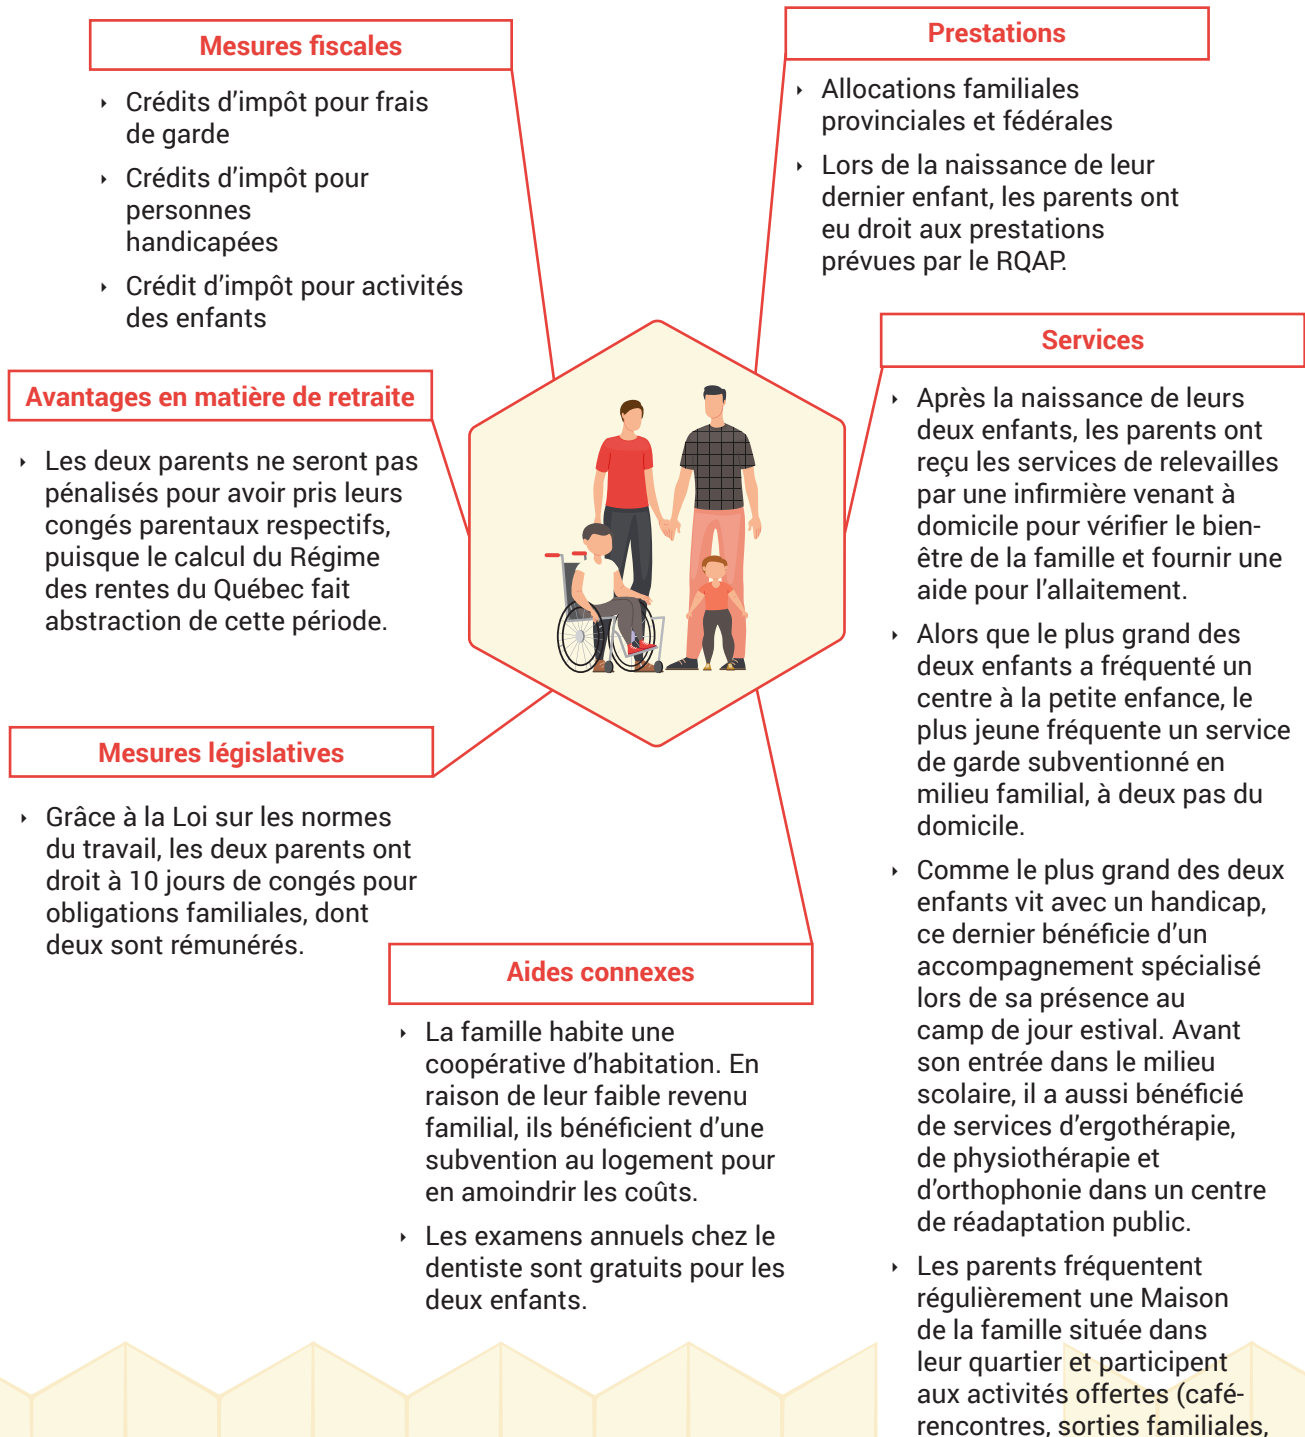 Mesures fiscales
‣ Crédits d'impôt pour frais
de garde
‣ Crédits d'impôt pour
personnes
handicapées
‣ Crédit d'impôt pour activités
des enfants
Prestations
‣ Allocations familiales
provinciales et fédérales
‣ Lors de la naissance de leur
dernier enfant, les parents ont
eu droit aux prestations
prévues par le RQAP.
Avantages en matière de retraite
‣ Les deux parents ne seront pas
pénalisés pour avoir pris leurs
congés parentaux respectifs,
puisque le calcul du Régime
des rentes du Québec fait
abstraction de cette période.
Services
‣ Après la naissance de leurs
deux enfants, les parents ont
reçu les services de relevailles
par une infirmière venant à
domicile pour vérifier le bien-
être de la famille et fournir une
aide pour l'allaitement.
‣ Alors que le plus grand des
deux enfants a fréquenté un
centre à la petite enfance, le
plus jeune fréquente un service
de garde subventionné en
milieu familial, à deux pas du
domicile.
‣ Comme le plus grand des deux
enfants vit avec un handicap,
ce dernier bénéficie d'un
accompagnement spécialisé
lors de sa présence au
camp de jour estival. Avant
son entrée dans le milieu
scolaire, il a aussi bénéficié
de services d'ergothérapie,
de physiothérapie et
d'orthophonie dans un centre
de réadaptation public.
‣ Les parents fréquentent
régulièrement une Maison
de la famille située dans
leur quartier et participent
aux activités offertes (café-
rencontres, sorties familiales,
Mesures législatives
‣ Grâce à la Loi sur les normes
du travail, les deux parents ont
droit à 10 jours de congés pour
obligations familiales, dont
deux sont rémunérés.
Aides connexes
‣ La famille habite une
coopérative d'habitation. En
raison de leur faible revenu
familial, ils bénéficient d'une
subvention au logement pour
en amoindrir les coûts.
‣ Les examens annuels chez le
dentiste sont gratuits pour les
deux enfants.